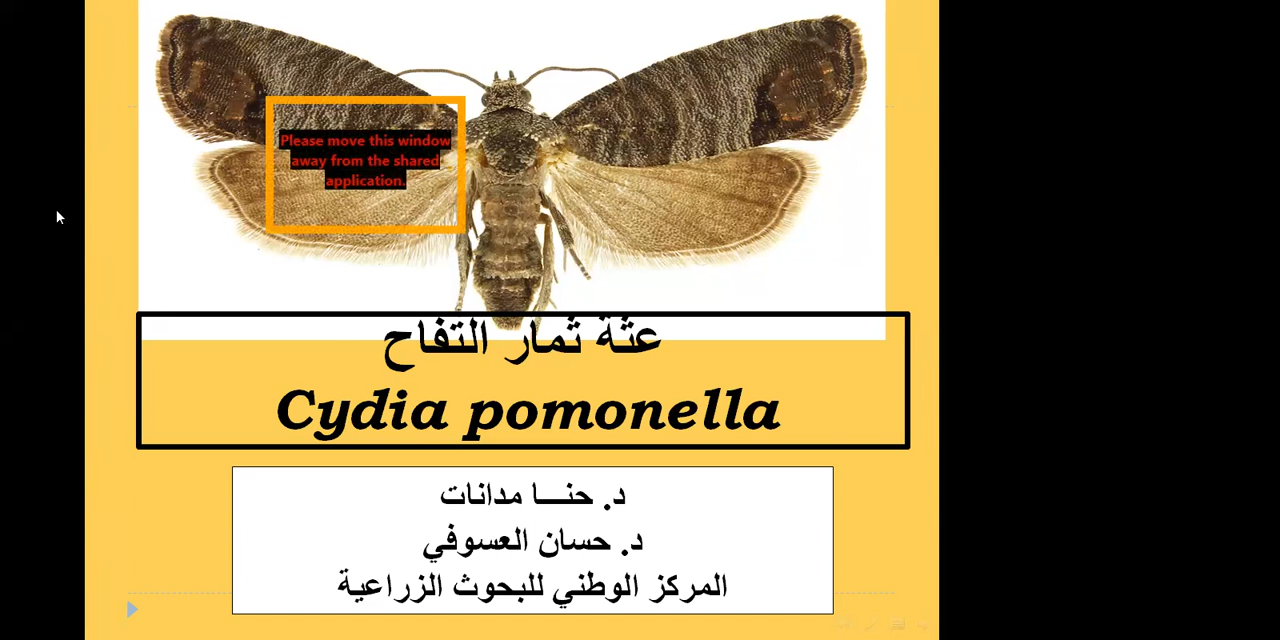 Please move this window
away from the shared
application.
عثة ثمار التفاح
Cydia pomonella
د. حنـــا مدانات
د. حسان العسوفي
المركز الوطني للبحوث الزراعية